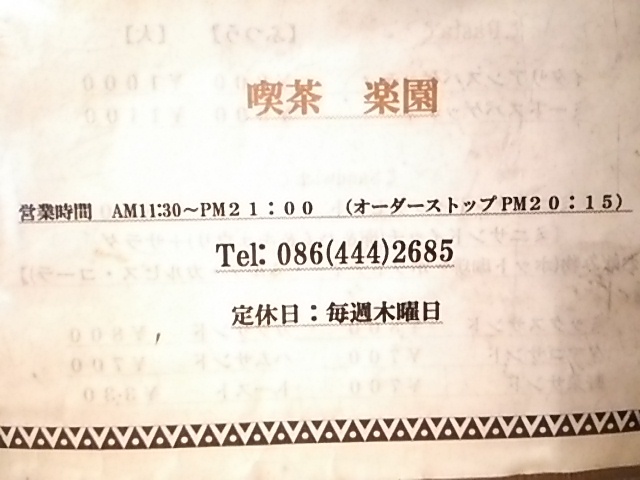 喫茶　楽園
営業時間　AM11:30～PM２１：００　（オーダーストップPM２０：１５）
Tel: 086(444)2685
定休日：毎週木曜日